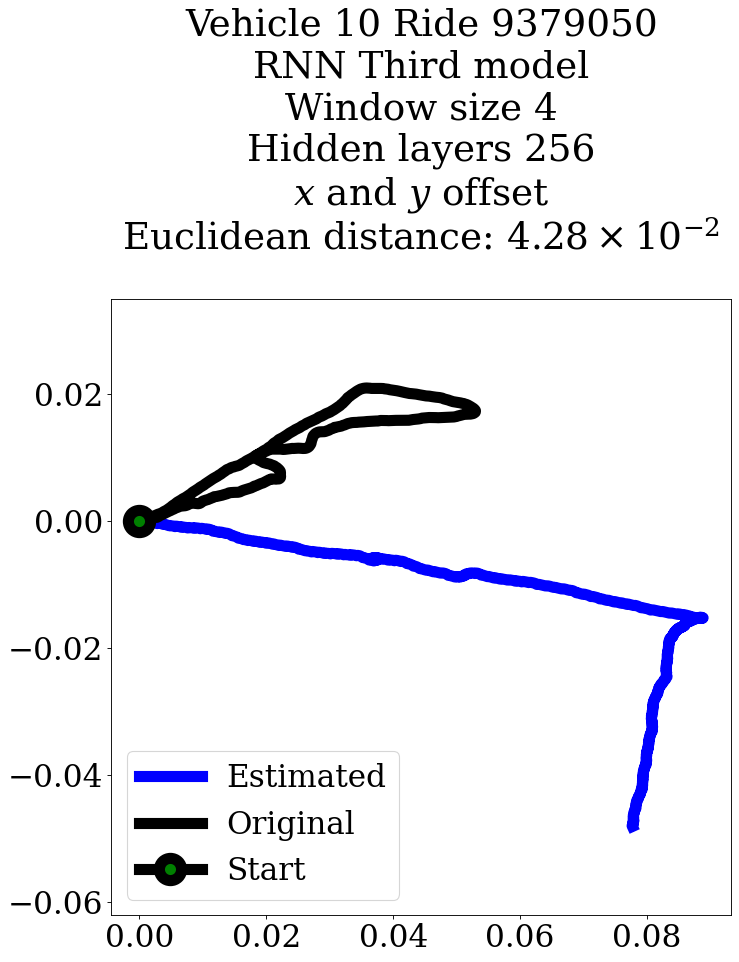 Vehicle 10 Ride 9379050
RNN Third model
Window size 4
Hidden layers 256
x and y offset
Euclidean distance: 4.28 × 10⁻²
0.02
0.00
−0.02
−0.04
−0.06
Estimated
Original
Start
0.00 0.02 0.04 0.06 0.08